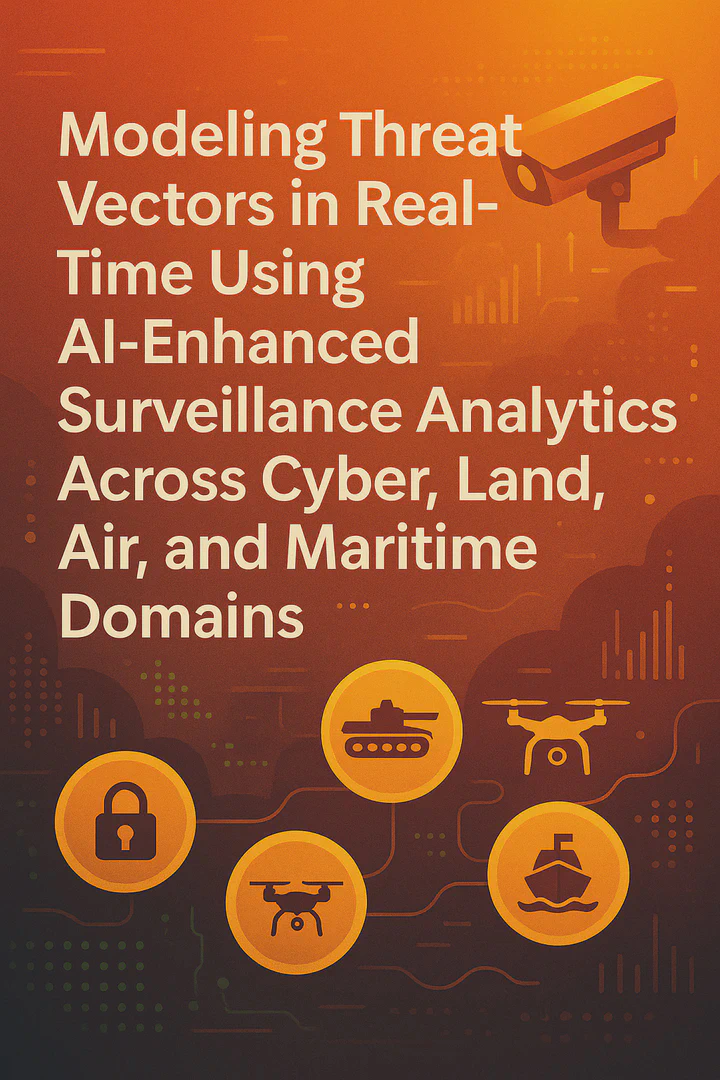 Modeling Threat
Vectors in Real-
Time Using
AI-Enhanced
Surveillance Analytics
Across Cyber, Land,
Air, and Maritime
Domains